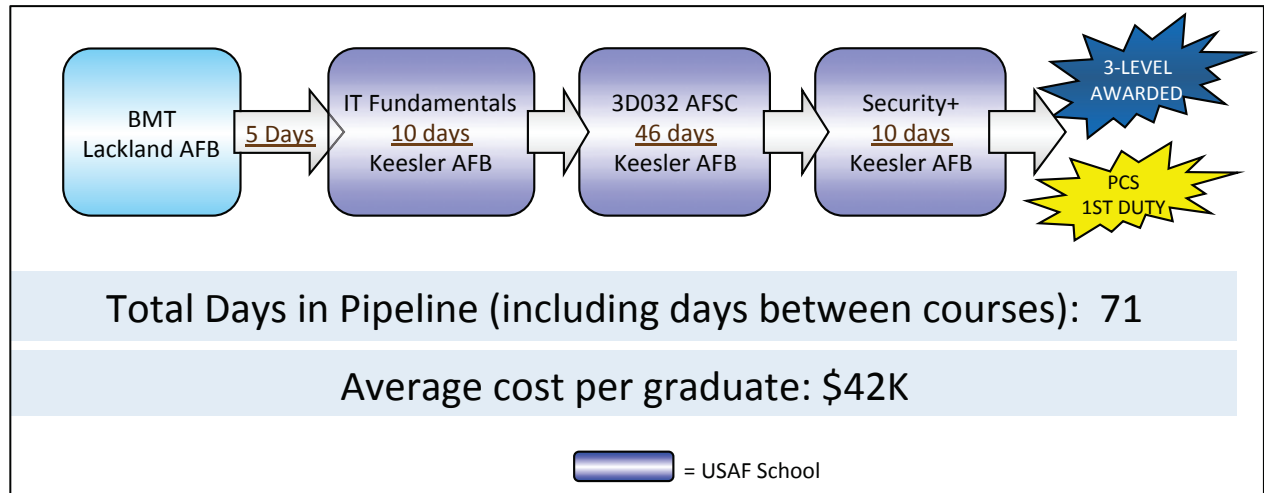 BMT
Lackland AFB
5 Days
IT Fundamentals
10 days
Keesler AFB
3D032 AFSC
46 days
Keesler AFB
Security+
10 days
Keesler AFB
3-LEVEL
AWARDED
PCS
1ST DUTY
Total Days in Pipeline (including days between courses): 71
Average cost per graduate: $42K
= USAF School